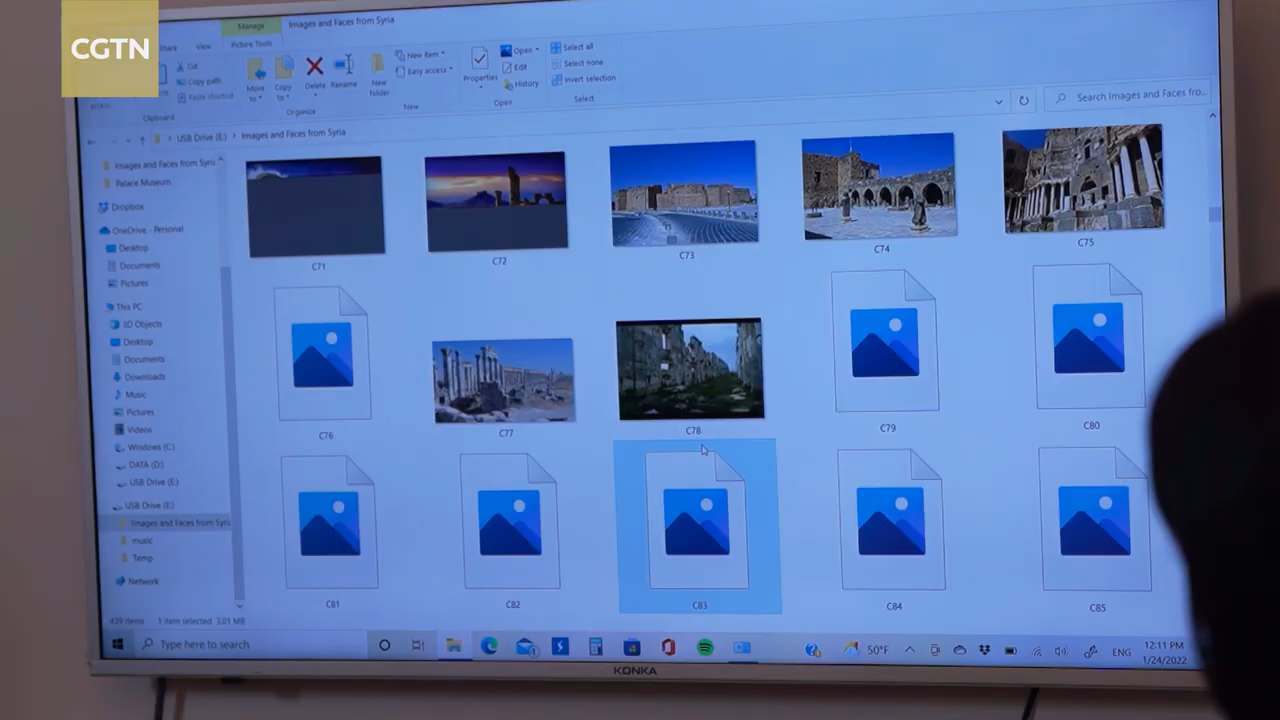 CGTN
Manage
Images and Faces from Syria
Share
View
Picture Tools
Cut
Copy path
Paste shortcut
Clipboard
Move to
Copy to
Delete
Rename
Organize
New folder
New item
Easy access
New
Properties
Open
Edit
History
Open
Select all
Select none
Invert selection
Select
USB Drive (E:) > Images and Faces from Syria
Search Images and Faces fro...
Images and Faces from Syria
Palace Museum
Dropbox
OneDrive - Personal
Desktop
Documents
Pictures
This PC
3D Objects
Desktop
Documents
Downloads
Music
Pictures
Videos
Windows (C:)
DATA (D:)
USB Drive (E:)
USB Drive (E:)
Images and Faces from Syria
music
Temp
Network
C71
C72
C73
C74
C75
C76
C77
C78
C79
C80
C81
C82
C83
C84
C85
439 items 1 item selected 3.01 MB
Type here to search
50°F
ENG
12:11 PM
1/24/2022
KONKA